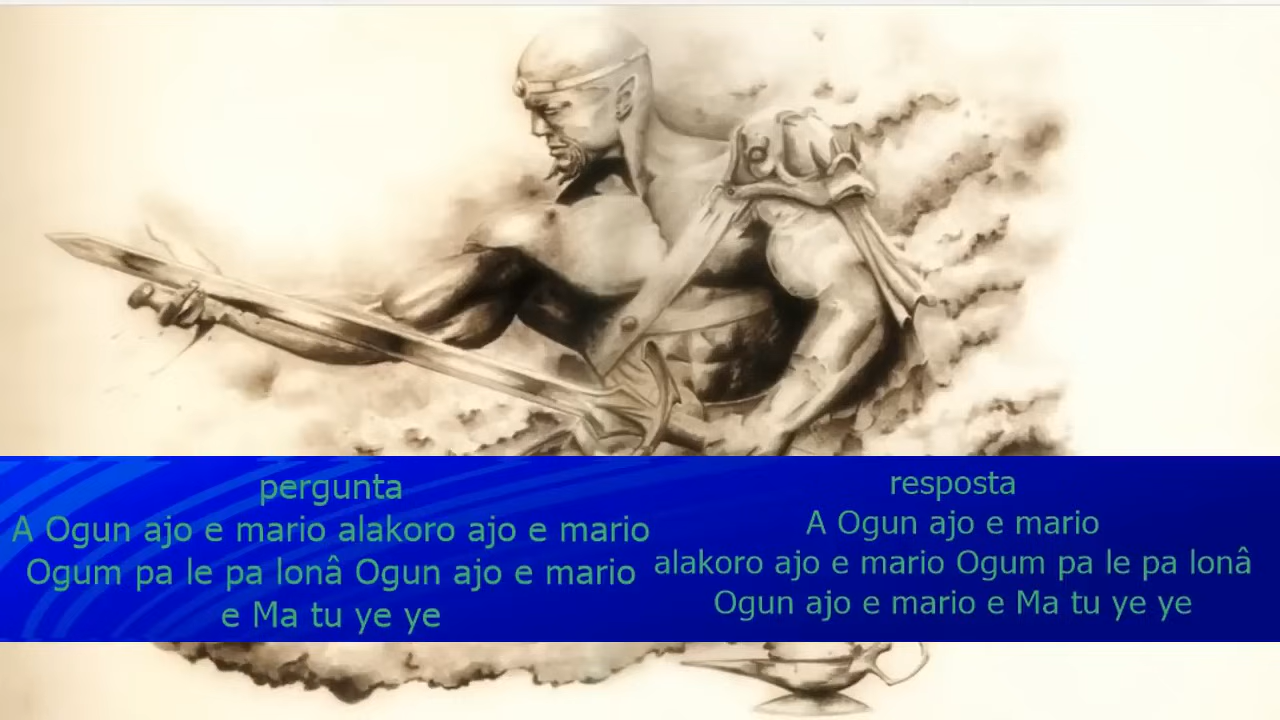 pergunta
A Ogun ajo e mario alakoro ajo e mario
Ogum pa le pa lonâ Ogun ajo e mario
e Ma tu ye ye
resposta
A Ogun ajo e mario
alakoro ajo e mario Ogum pa le pa lonâ
Ogun ajo e mario e Ma tu ye ye